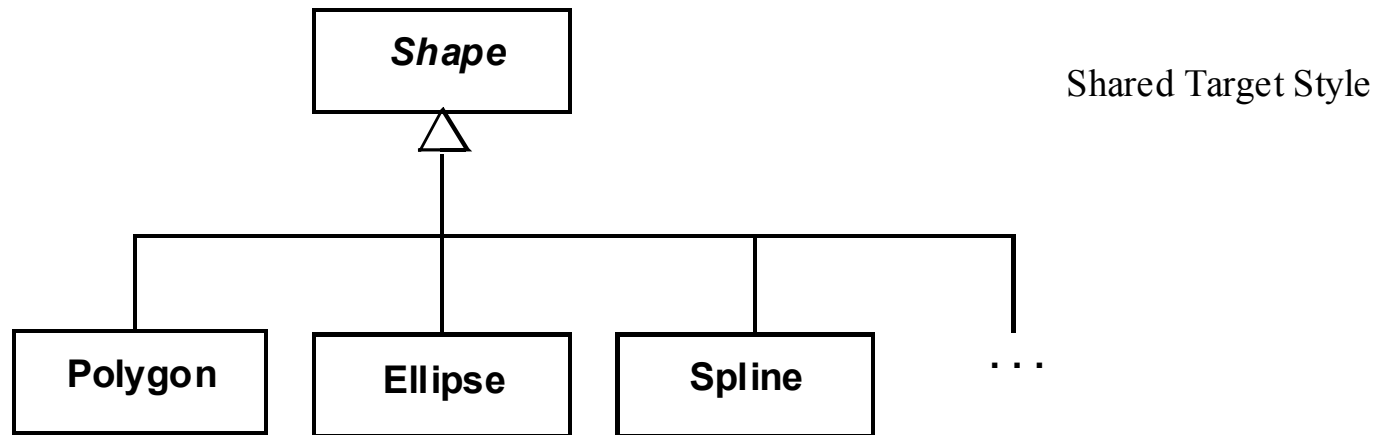 Shape
Shared Target Style
Polygon
Ellipse
Spline
. . .